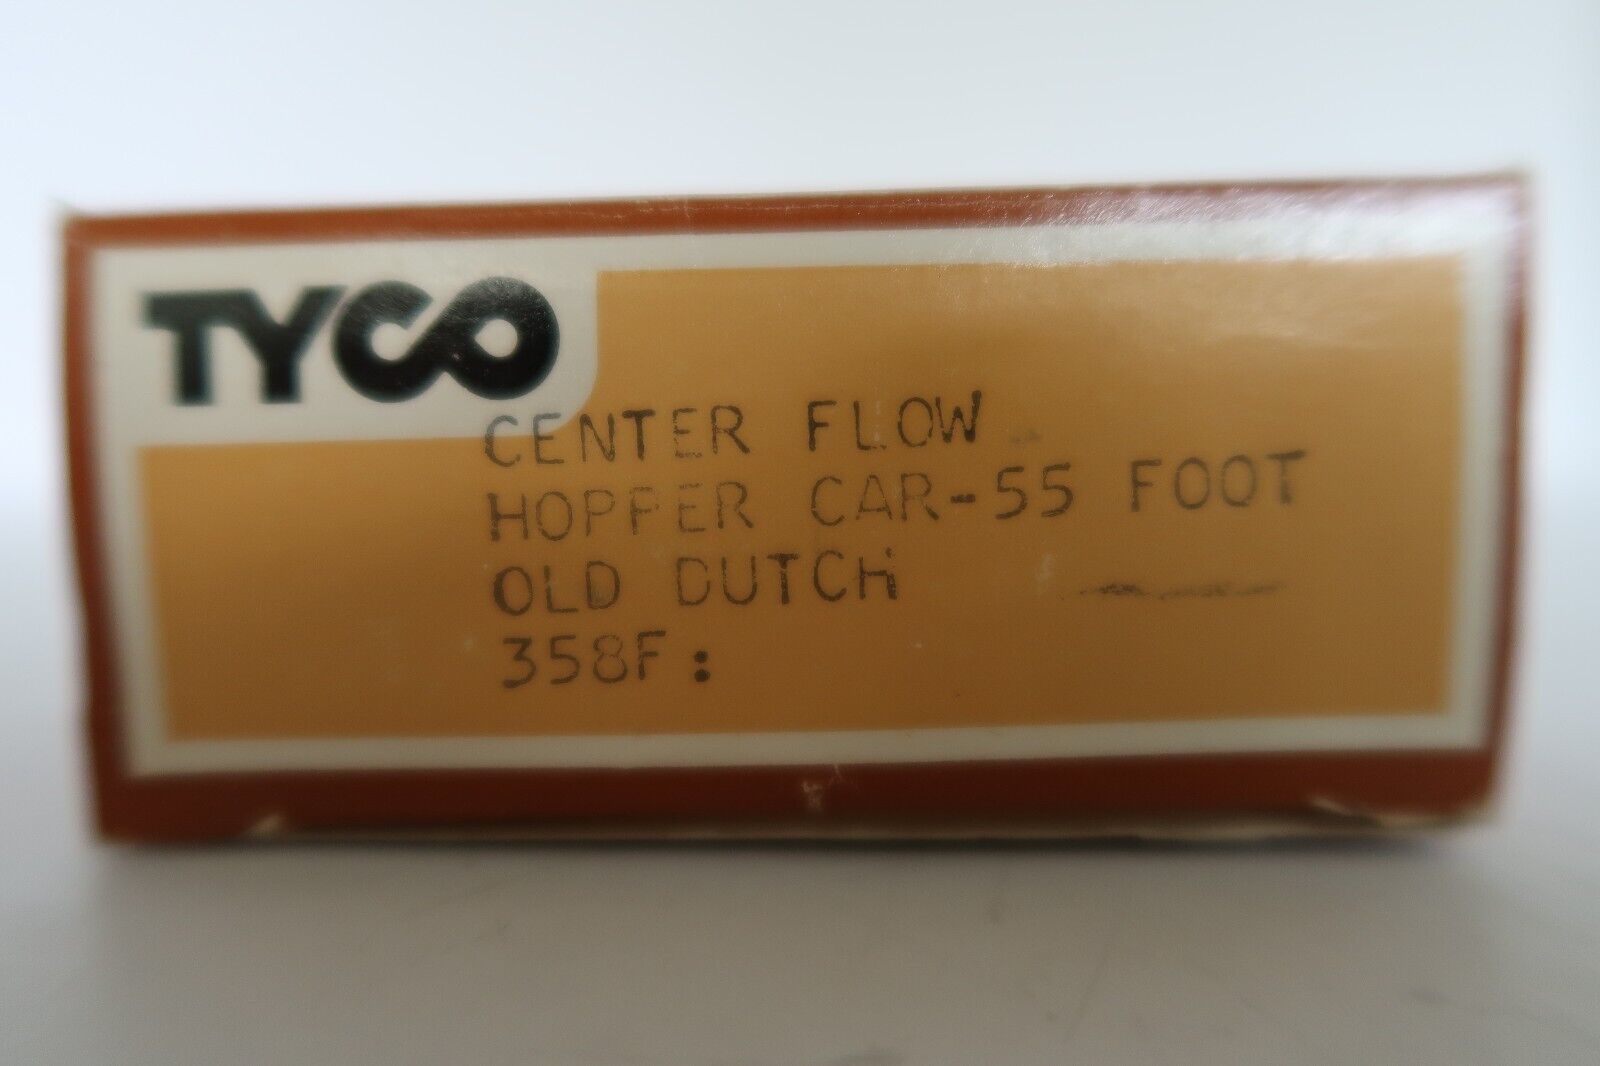 TYCO
CENTER FLOW
HOPPER CAR-55 FOOT
OLD DUTCH
358F: